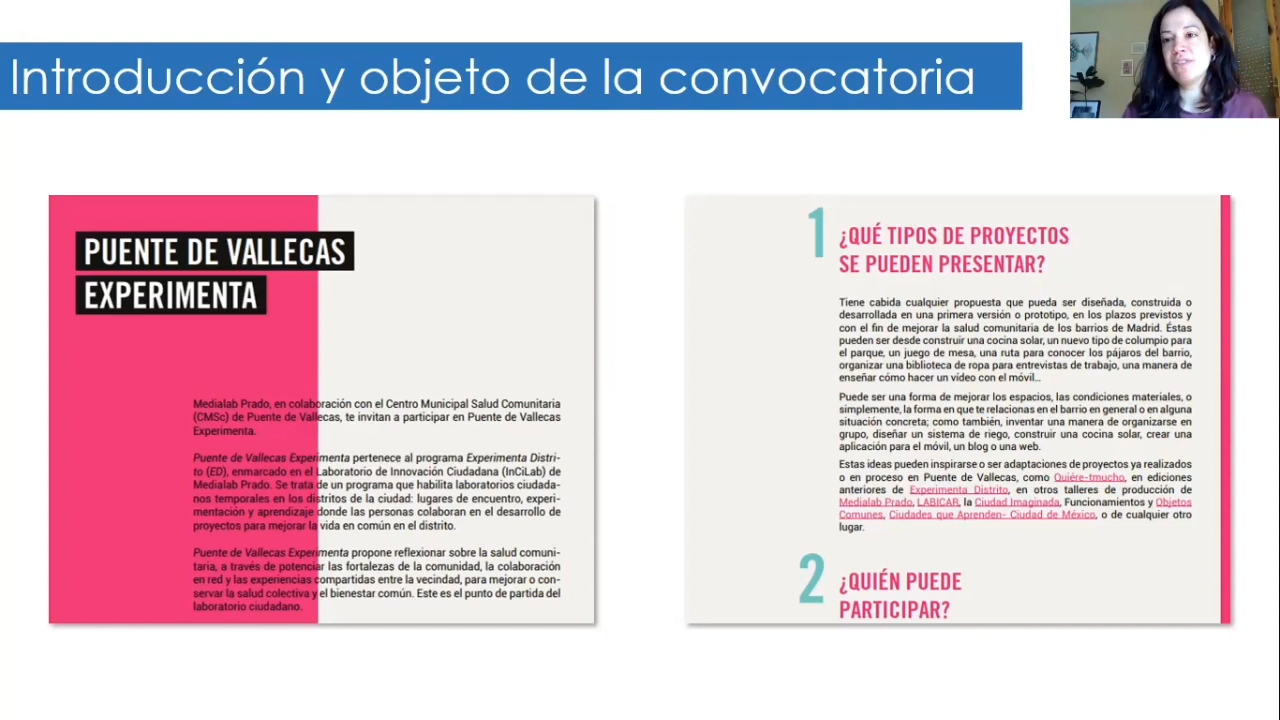 Introducción y objeto de la convocatoria
PUENTE DE VALLECAS
EXPERIMENTA
Medialab Prado, en colaboración con el Centro Municipal Salud Comunitaria
(CMSc) de Puente de Vallecas, te invitan a participar en Puente de Vallecas
Experimenta.
Puente de Vallecas Experimenta pertenece al programa Experimenta Distri-
to (ED), enmarcado en el Laboratorio de Innovación Ciudadana (InCiLab) de
Medialab Prado. Se trata de un programa que habilita laboratorios ciudada-
nos temporales en los distritos de la ciudad: lugares de encuentro, experi-
mentación y aprendizaje donde las personas colaboran en el desarrollo de
proyectos para mejorar la vida en común en el distrito.
Puente de Vallecas Experimenta propone reflexionar sobre la salud comuni-
taria, a través de potenciar las fortalezas de la comunidad, la colaboración
en red y las experiencias compartidas entre la vecindad, para mejorar o con-
servar la salud colectiva y el bienestar común. Este es el punto de partida del
laboratorio ciudadano.
1
¿QUÉ TIPOS DE PROYECTOS
SE PUEDEN PRESENTAR?
Tiene cabida cualquier propuesta que pueda ser diseñada, construida o
desarrollada en una primera versión o prototipo, en los plazos previstos y
con el fin de mejorar la salud comunitaria de los barrios de Madrid. Éstas
pueden ser desde construir una cocina solar, un nuevo tipo de columpio para
el parque, un juego de mesa, una ruta para conocer los pájaros del barrio,
organizar una biblioteca de ropa para entrevistas de trabajo, una manera de
enseñar cómo hacer un vídeo con el móvil…
Puede ser una forma de mejorar los espacios, las condiciones materiales, o
simplemente, la forma en que te relacionas en el barrio en general o en alguna
situación concreta; como también, inventar una manera de organizarse en
grupo, diseñar un sistema de riego, construir una cocina solar, crear una
aplicación para el móvil, un blog o una web.
Estas ideas pueden inspirarse o ser adaptaciones de proyectos ya realizados
o en proceso en Puente de Vallecas, como Quiére-tmucho, en ediciones
anteriores de Experimenta Distrito, en otros talleres de producción de
Medialab Prado, LABICAR, la Ciudad Imaginada, Funcionamientos y Objetos
Comunes, Ciudades que Aprenden- Ciudad de México, o de cualquier otro
lugar.
2
¿QUIÉN PUEDE
PARTICIPAR?